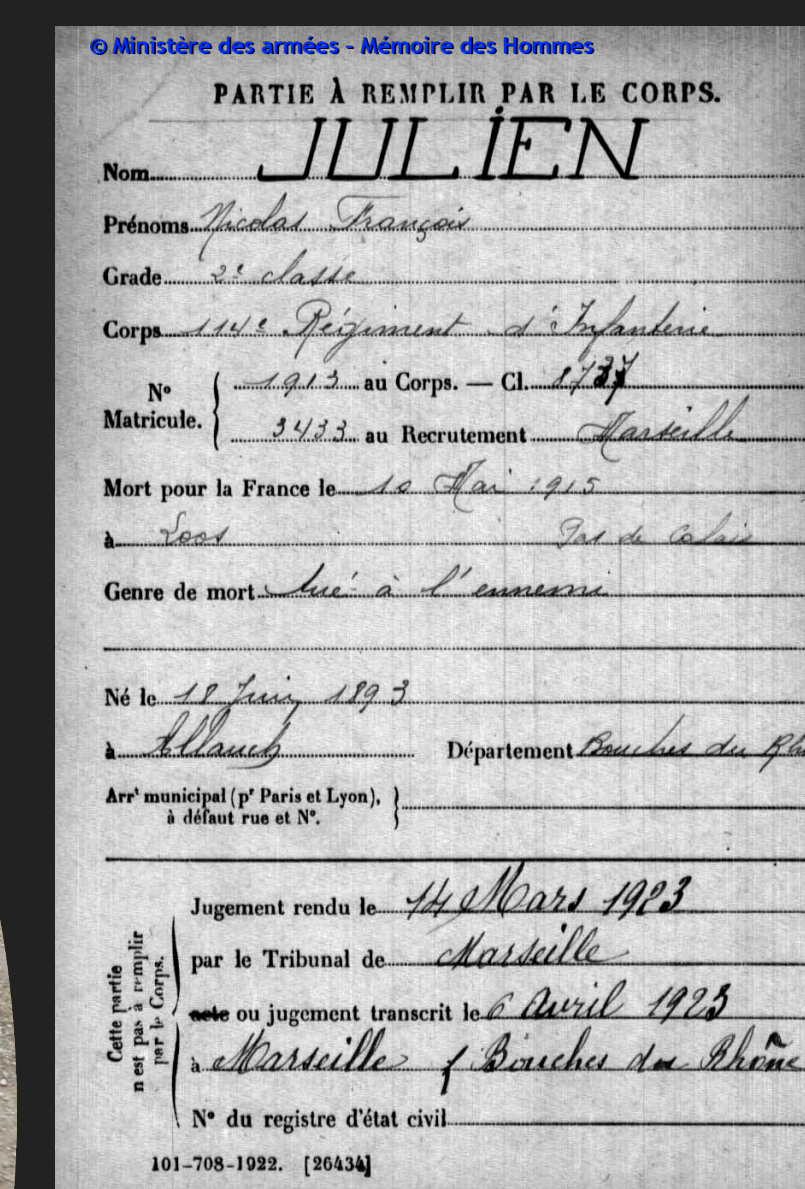 © Ministère des armées - Mémoire des Hommes
PARTIE À REMPLIR PAR LE CORPS.
Nom JULIEN
Prénoms Nicolas François
Grade 2e classe
Corps 114e Régiment d'Infanterie
N° Matricule. 1913 au Corps. — Cl. 8737
3433 au Recrutement Marseille
Mort pour la France le 10 Mai 1915
à Loos Pas de Calais
Genre de mort tué à l'ennemi
Né le 18 Juin 1893
à Allauch Département Bouches du Rh
Arrt municipal (pr Paris et Lyon),
à défaut rue et N°.
Cette partie
n'est pas à remplir
par le Corps.
Jugement rendu le 14 Mars 1923
par le Tribunal de Marseille
acte ou jugement transcrit le 6 Avril 1923
à Marseille Bouches du Rhône
N° du registre d'état civil
101-708-1922. [26434]